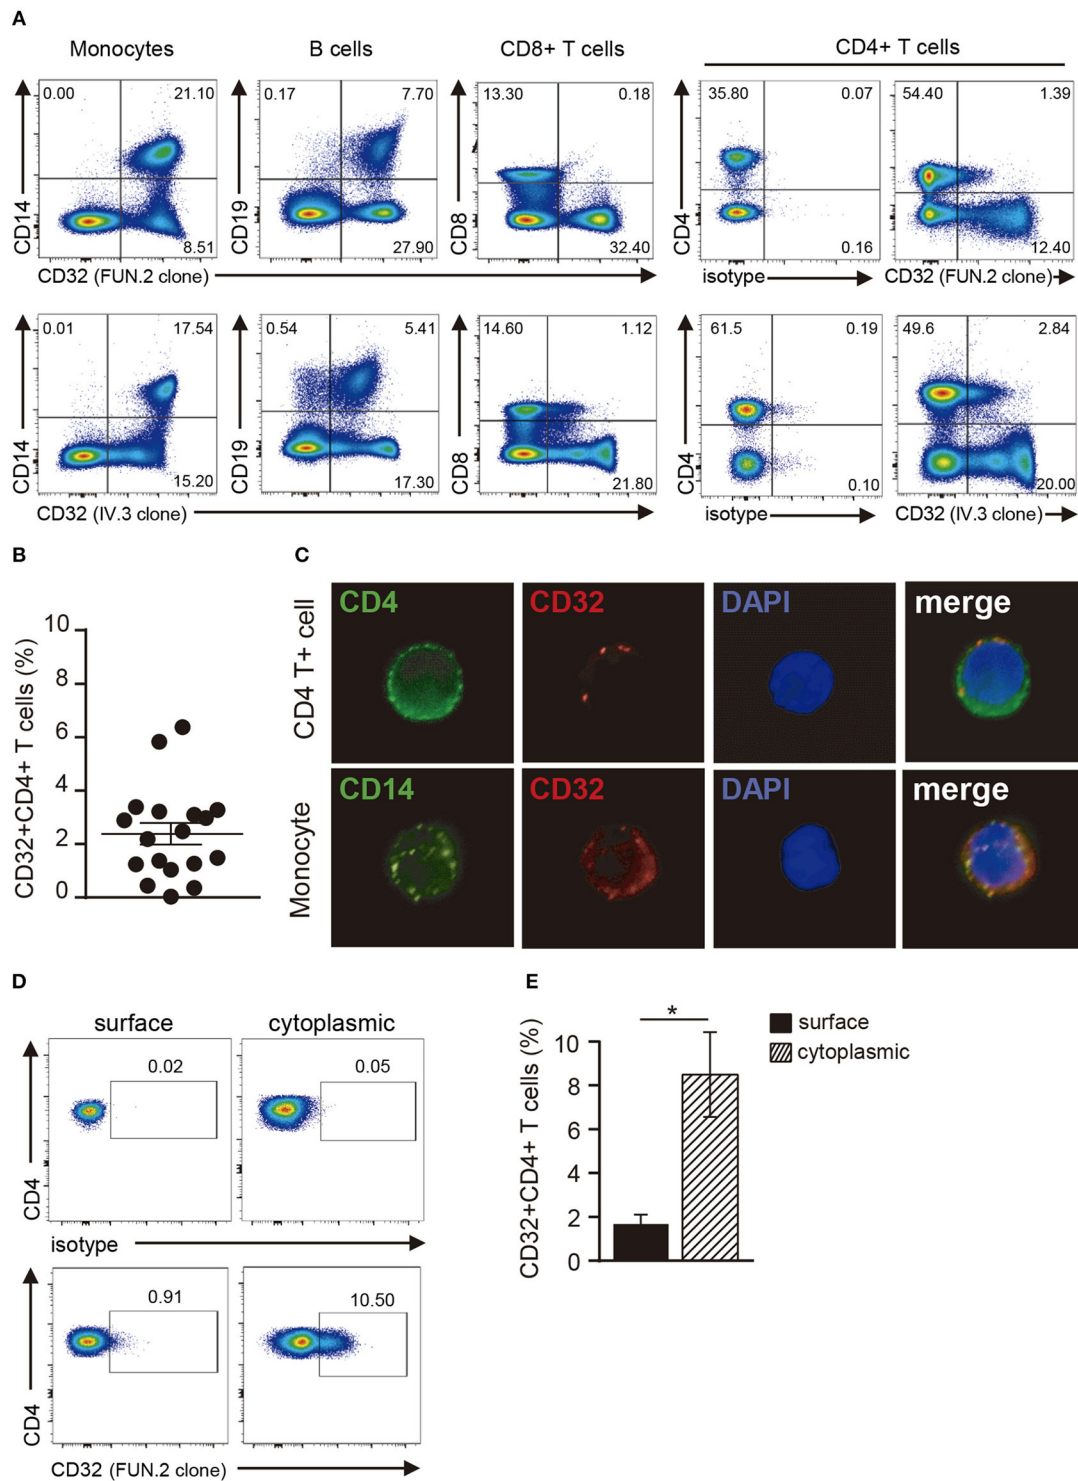 A
Monocytes
B cells
CD8+ T cells
CD4+ T cells
0.00
21.10
0.17
7.70
13.30
0.18
35.80
0.07
54.40
1.39
CD14
8.51
CD19
27.90
CD8
32.40
CD4
0.16
12.40
CD32 (FUN.2 clone)
isotype
CD32 (FUN.2 clone)
0.01
17.54
0.54
5.41
14.60
1.12
61.5
0.19
49.6
2.84
CD14
15.20
CD19
17.30
CD8
21.80
CD4
0.10
20.00
CD32 (IV.3 clone)
isotype
CD32 (IV.3 clone)
B
CD32+CD4+ T cells (%)
10
8
6
4
2
0
C
CD4 T+ cell
CD4
CD32
DAPI
merge
Monocyte
CD14
CD32
DAPI
merge
D
surface
cytoplasmic
0.02
0.05
CD4
isotype
0.91
10.50
CD4
CD32 (FUN.2 clone)
E
*
surface
cytoplasmic
CD32+CD4+ T cells (%)
10
8
6
4
2
0